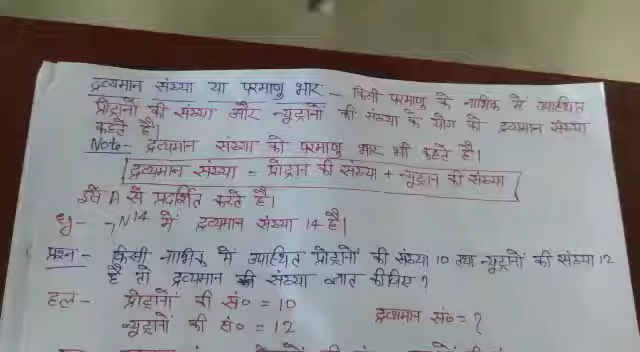 द्रव्यमान संख्या या परमाणु भार - किसी परमाणु के नाभिक में उपस्थित
प्रोट्रानों की संख्या और न्यूट्रानों की संख्या के योग को द्रव्यमान संख्या
कहते है।
Note- द्रव्यमान संख्या को परमाणु भार भी कहते है।
द्रव्यमान संख्या = प्रोट्रान की संख्या + न्यूट्रान की संख्या
इसे A से प्रदर्शित करते है।
eg- ₇N¹⁴ में द्रव्यमान संख्या 14 है।
प्रश्न - किसी नाभिक में उपस्थित प्रोट्रानों की संख्या 10 तथा न्यूट्रानों की संख्या 12
है तो द्रव्यमान की संख्या ज्ञात कीजिए?
हल - प्रोट्रानों की सं० = 10
न्यूट्रानों की सं० = 12 द्रव्यमान सं० = ?